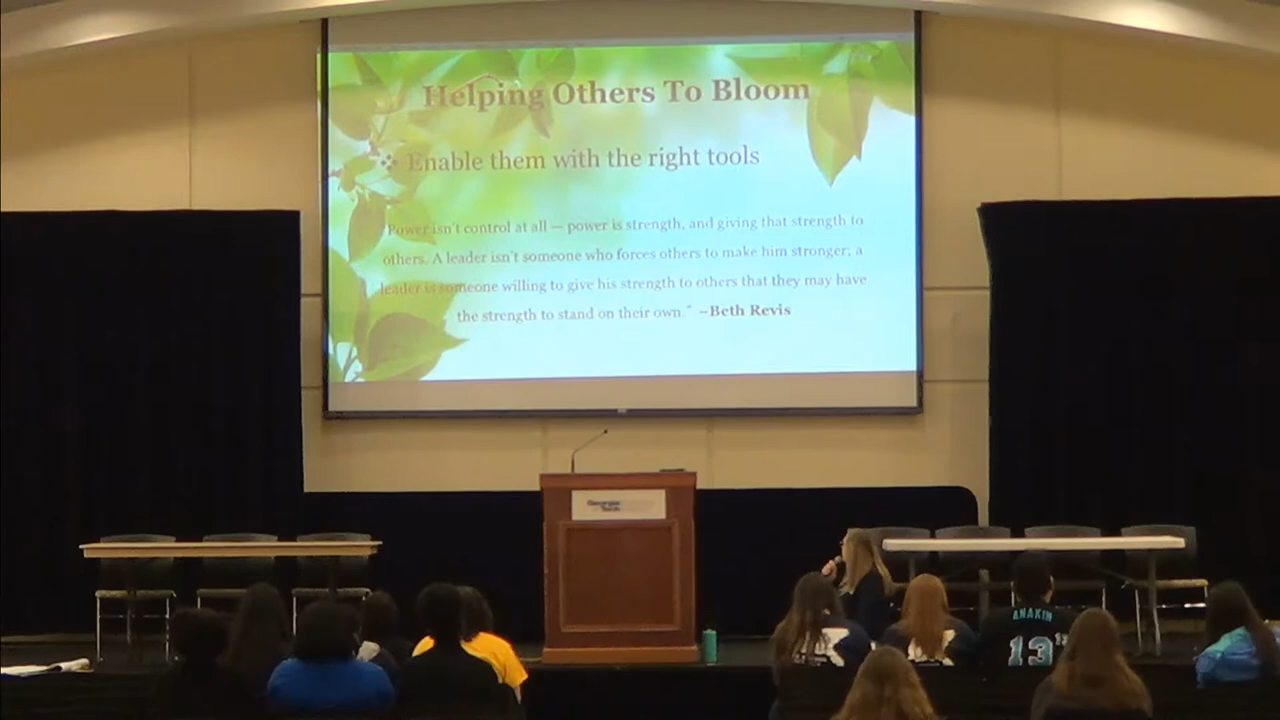 Helping Others To Bloom
❖ Enable them with the right tools
"Power isn't control at all — power is strength, and giving that strength to
others. A leader isn't someone who forces others to make him stronger; a
leader is someone willing to give his strength to others that they may have
the strength to stand on their own." –Beth Revis
Georgia
Tech
ANAKIN
13